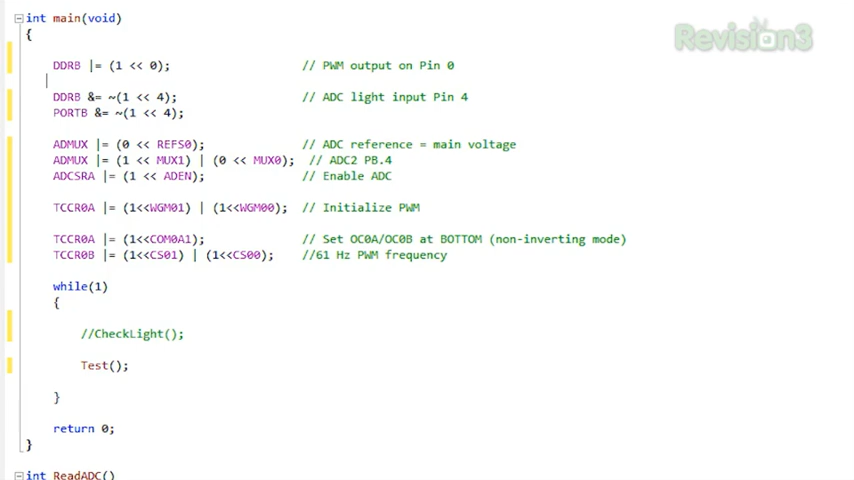 int main(void)
Revision3
{
DDRB |= (1 << 0); // PWM output on Pin 0
DDRB &= ~(1 << 4); // ADC light input Pin 4
PORTB &= ~(1 << 4);
ADMUX |= (0 << REFS0); // ADC reference = main voltage
ADMUX |= (1 << MUX1) | (0 << MUX0); // ADC2 PB.4
ADCSRA |= (1 << ADEN); // Enable ADC
TCCR0A |= (1<<WGM01) | (1<<WGM00); // Initialize PWM
TCCR0A |= (1<<COM0A1); // Set OC0A/OC0B at BOTTOM (non-inverting mode)
TCCR0B |= (1<<CS01) | (1<<CS00); //61 Hz PWM frequency
while(1)
{
//CheckLight();
Test();
}
return 0;
}
int ReadADC()